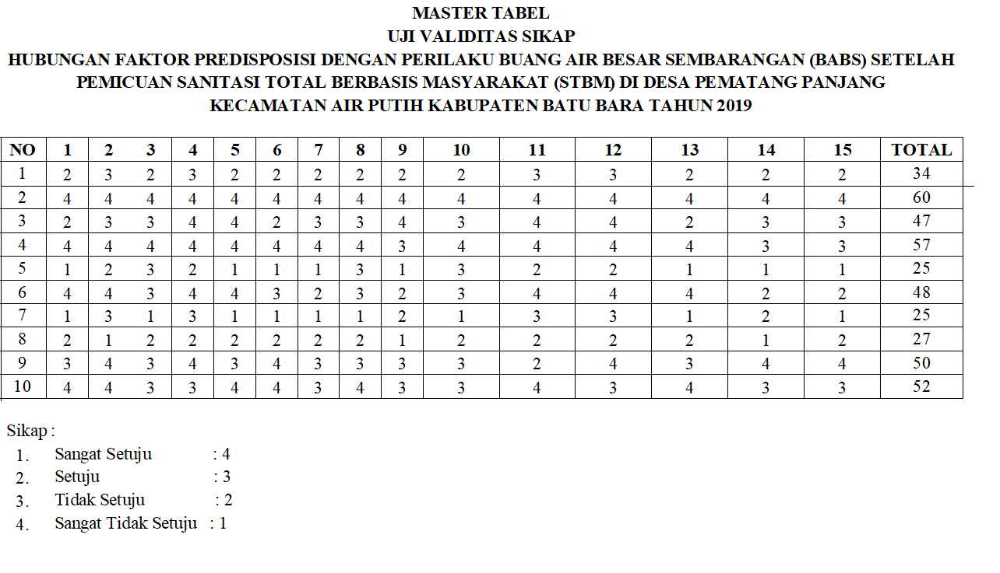 MASTER TABEL
UJI VALIDITAS SIKAP
HUBUNGAN FAKTOR PREDISPOSISI DENGAN PERILAKU BUANG AIR BESAR SEMBARANGAN (BABS) SETELAH
PEMICUAN SANITASI TOTAL BERBASIS MASYARAKAT (STBM) DI DESA PEMATANG PANJANG
KECAMATAN AIR PUTIH KABUPATEN BATU BARA TAHUN 2019
NO 1 2 3 4 5 6 7 8 9 10 11 12 13 14 15 TOTAL
1 2 3 2 3 2 2 2 2 2 2 3 3 2 2 2 34
2 4 4 4 4 4 4 4 4 4 4 4 4 4 4 4 60
3 2 3 3 4 4 2 3 3 4 3 4 4 2 3 3 47
4 4 4 4 4 4 4 4 4 3 4 4 4 4 3 3 57
5 1 2 3 2 1 1 1 3 1 3 2 2 1 1 1 25
6 4 4 3 4 4 3 2 3 2 3 4 4 4 2 2 48
7 1 3 1 3 1 1 1 1 2 1 3 3 1 2 1 25
8 2 1 2 2 2 2 2 2 1 2 2 2 2 1 2 27
9 3 4 3 4 3 4 3 3 3 3 2 4 3 4 4 50
10 4 4 3 3 4 4 3 4 3 3 4 3 4 3 3 52
Sikap :
1. Sangat Setuju : 4
2. Setuju : 3
3. Tidak Setuju : 2
4. Sangat Tidak Setuju : 1